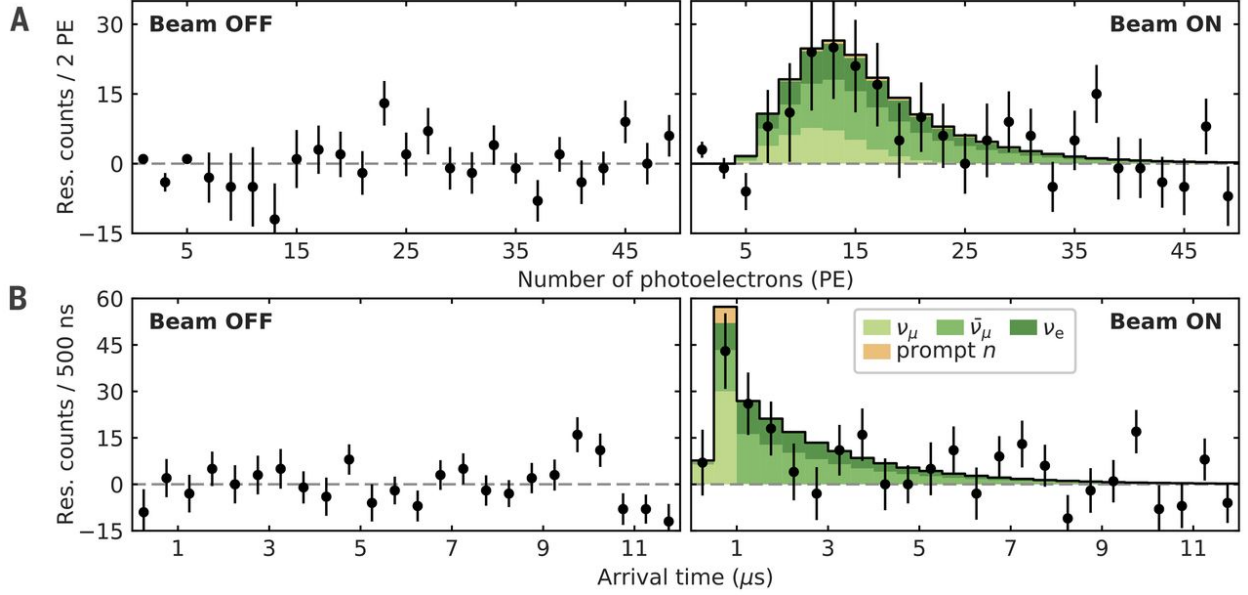 A
Beam OFF
Beam ON
Res. counts / 2 PE
30
15
0
−15
5 15 25 35 45
5 15 25 35 45
Number of photoelectrons (PE)
B
Beam OFF
Beam ON
Res. counts / 500 ns
60
45
30
15
0
−15
νμ ν̄μ νe
prompt n
1 3 5 7 9 11
1 3 5 7 9 11
Arrival time (μs)